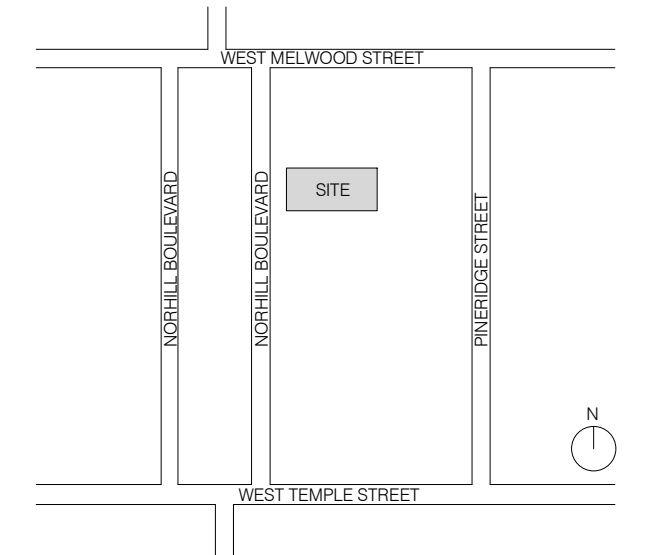 WEST MELWOOD STREET
NORHILL BOULEVARD
NORHILL BOULEVARD
SITE
PINERIDGE STREET
N
WEST TEMPLE STREET